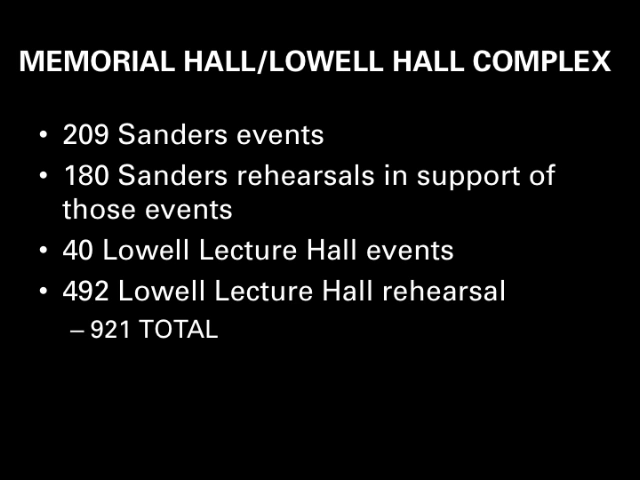 MEMORIAL HALL/LOWELL HALL COMPLEX
• 209 Sanders events
• 180 Sanders rehearsals in support of
those events
• 40 Lowell Lecture Hall events
• 492 Lowell Lecture Hall rehearsal
– 921 TOTAL